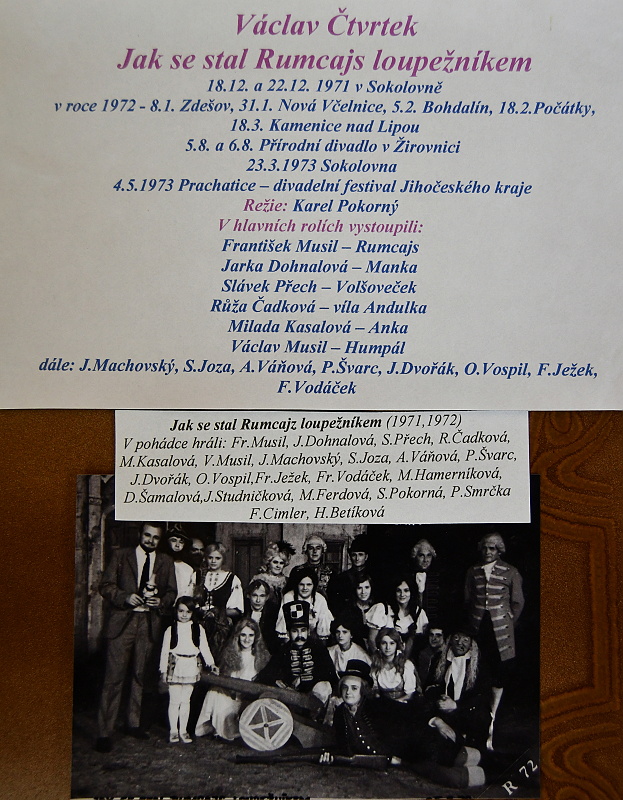 Václav Čtvrtek
Jak se stal Rumcajs loupežníkem
18.12. a 22.12. 1971 v Sokolovně
v roce 1972 - 8.1. Zdešov, 31.1. Nová Včelnice, 5.2. Bohdalín, 18.2.Počátky,
18.3. Kamenice nad Lipou
5.8. a 6.8. Přírodní divadlo v Žirovnici
23.3.1973 Sokolovna
4.5.1973 Prachatice – divadelní festival Jihočeského kraje
Režie: Karel Pokorný
V hlavních rolích vystoupili:
František Musil – Rumcajs
Jarka Dohnalová – Manka
Slávek Přech – Volšoveček
Růža Čadková – víla Andulka
Milada Kasalová – Anka
Václav Musil – Humpál
dále: J.Machovský, S.Joza, A.Váňová, P.Švarc, J.Dvořák, O.Vospil, F.Ježek,
F.Vodáček
Jak se stal Rumcajz loupežníkem (1971,1972)
V pohádce hráli: Fr.Musil, J.Dohnalová, S.Přech, R.Čadková,
M.Kasalová, V.Musil, J.Machovský, S.Joza, A.Váňová, P.Švarc,
J.Dvořák, O.Vospil,Fr.Ježek, Fr.Vodáček, M.Hamerníková,
D.Šamalová,J.Studničková, M.Ferdová, S.Pokorná, P.Smrčka
F.Cimler, H.Betíková
R 72